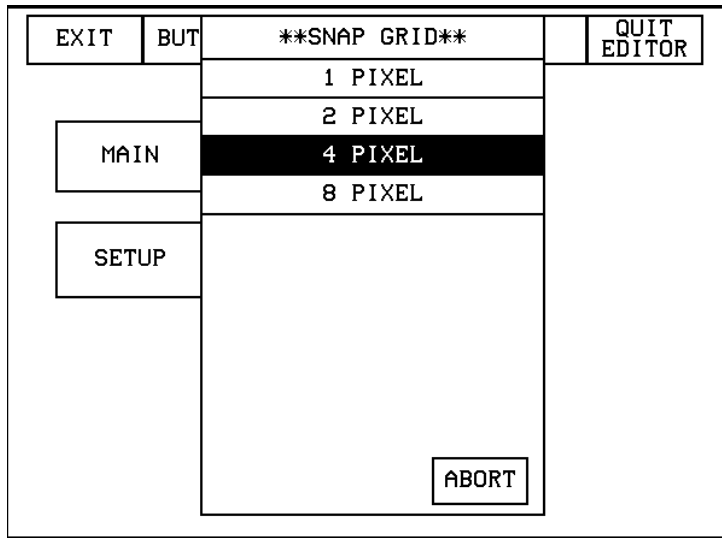 EXIT
BUT
**SNAP GRID**
QUIT
EDITOR
1 PIXEL
2 PIXEL
MAIN
4 PIXEL
8 PIXEL
SETUP
ABORT